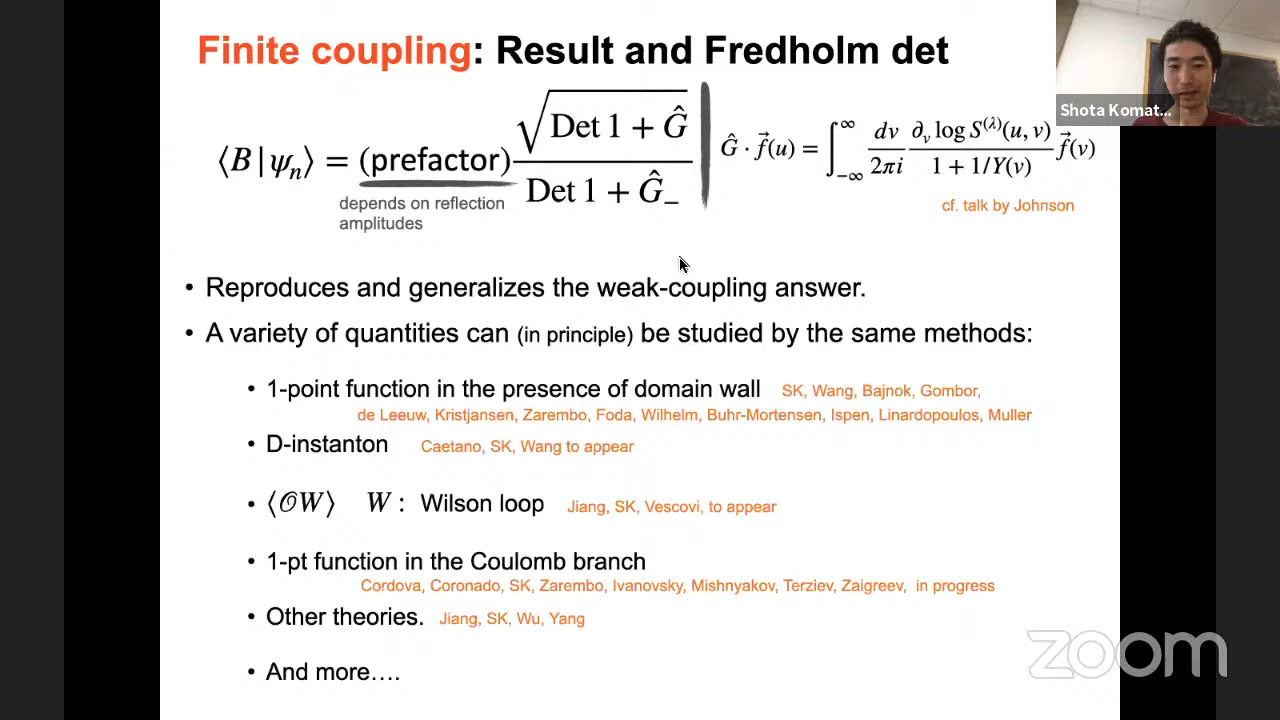 Finite coupling: Result and Fredholm det
Shota Komat...
⟨B|ψₙ⟩ = (prefactor) √(Det 1 + Ĝ) / Det 1 + Ĝ₋
Ĝ · f⃗(u) = ∫_{-∞}^{∞} dv/2πi ∂ᵥ log S^(λ)(u, v) / 1 + 1/Y(v) f⃗(v)
depends on reflection
amplitudes
cf. talk by Johnson
• Reproduces and generalizes the weak-coupling answer.
• A variety of quantities can (in principle) be studied by the same methods:
• 1-point function in the presence of domain wall SK, Wang, Bajnok, Gombor,
de Leeuw, Kristjansen, Zarembo, Foda, Wilhelm, Buhr-Mortensen, Ispen, Linardopoulos, Muller
• D-instanton Caetano, SK, Wang to appear
• ⟨𝒪W⟩ W : Wilson loop Jiang, SK, Vescovi, to appear
• 1-pt function in the Coulomb branch
Cordova, Coronado, SK, Zarembo, Ivanovsky, Mishnyakov, Terziev, Zaigreev, in progress
• Other theories. Jiang, SK, Wu, Yang
• And more….
zoom